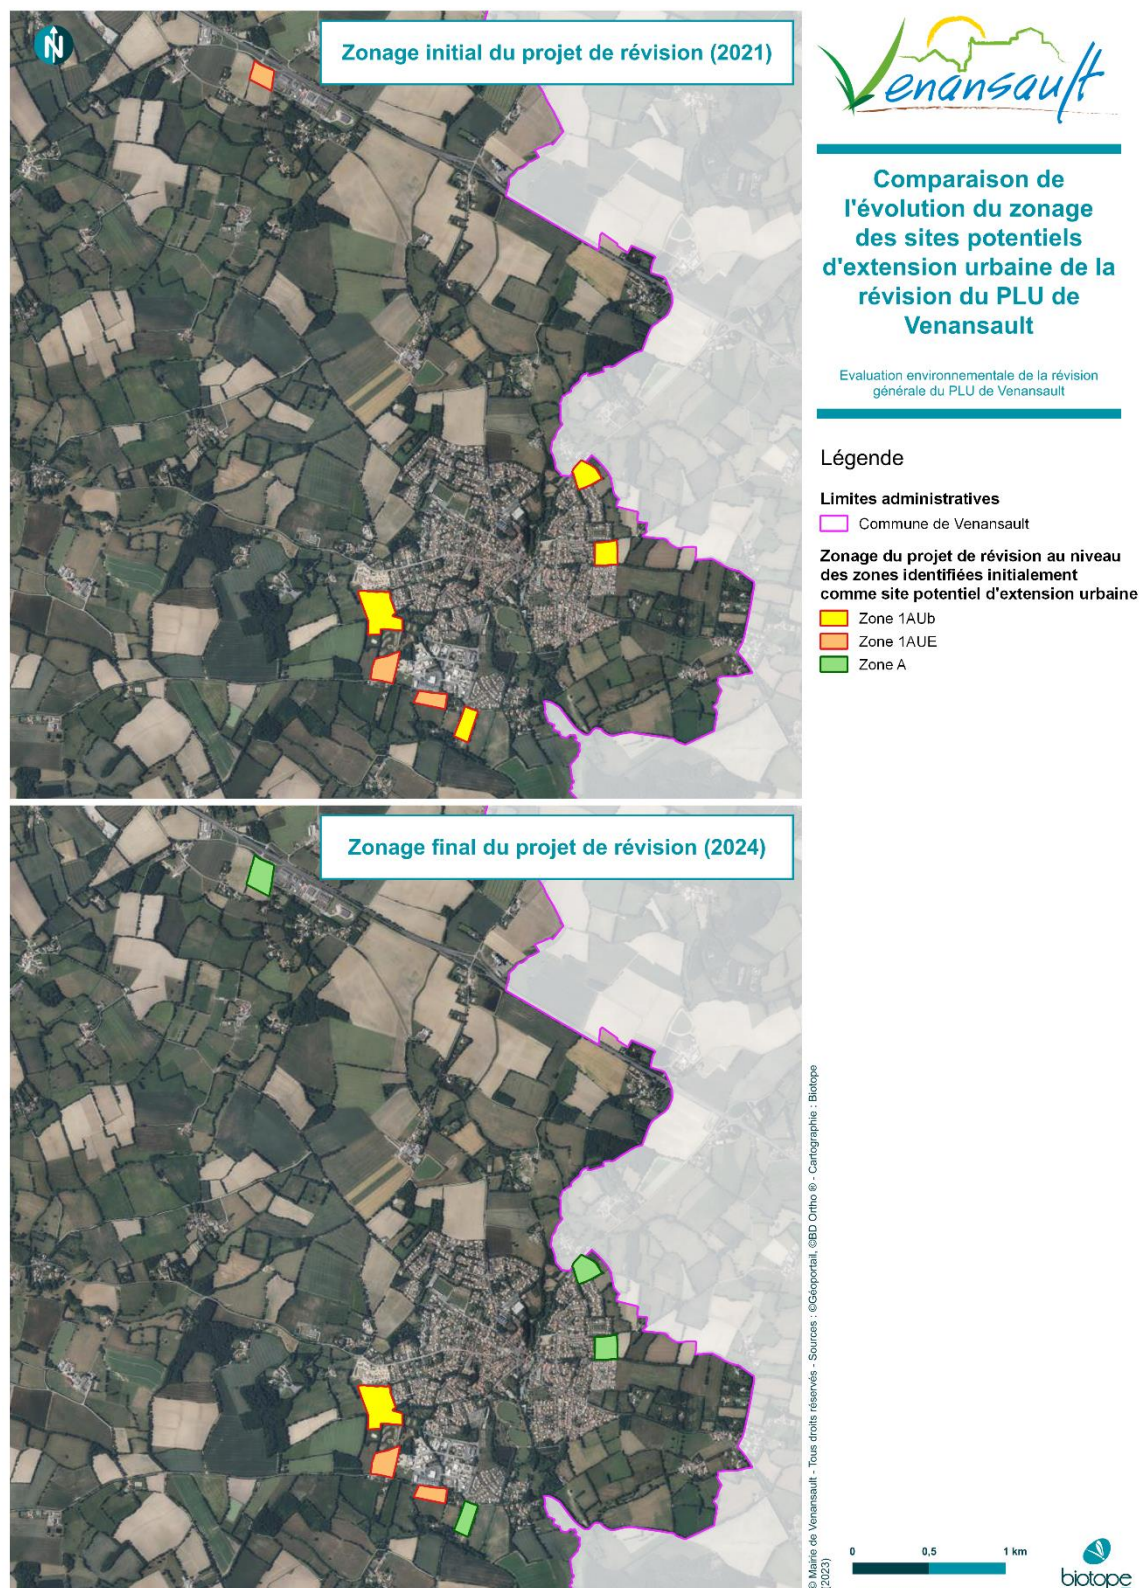 N
Zonage initial du projet de révision (2021)
Venansault
Comparaison de
l'évolution du zonage
des sites potentiels
d'extension urbaine de la
révision du PLU de
Venansault
Evaluation environnementale de la révision
générale du PLU de Venansault
Légende
Limites administratives
Commune de Venansault
Zonage du projet de révision au niveau
des zones identifiées initialement
comme site potentiel d'extension urbaine
Zone 1AUb
Zone 1AUE
Zone A
Zonage final du projet de révision (2024)
© Mairie de Venansault - Tous droits réservés - Sources : ©Géoportail, ©BD Ortho ® - Cartographie : Biotope
(2023)
0 0,5 1 km
biotope